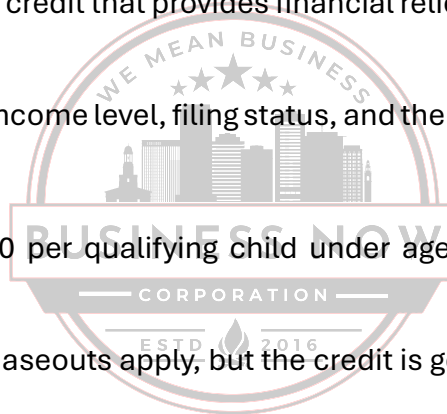 credit that provides financial relie
WE MEAN BUSINESS
ncome level, filing status, and the
BUSINESS NOW
0 per qualifying child under age
CORPORATION
ESTD 2016
aseouts apply, but the credit is g